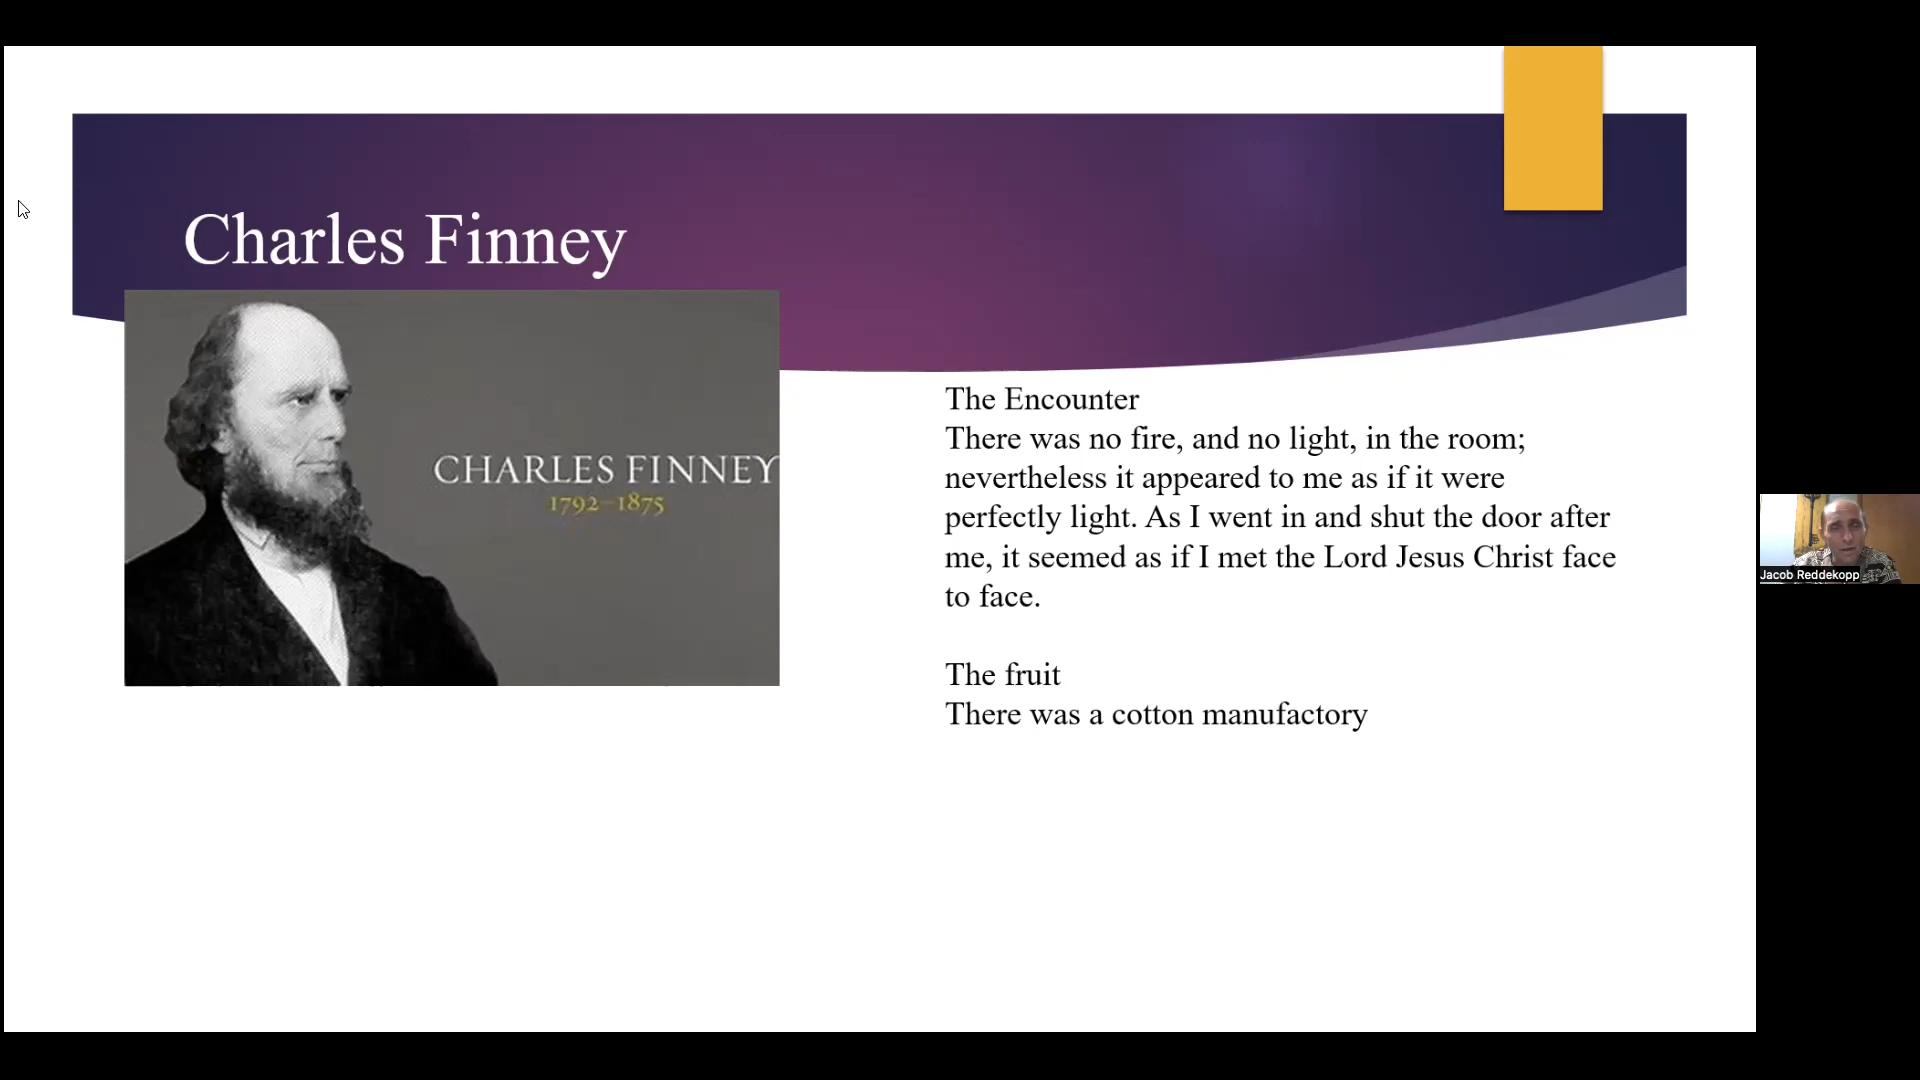 Charles Finney
CHARLES FINNEY
1792–1875
The Encounter
There was no fire, and no light, in the room;
nevertheless it appeared to me as if it were
perfectly light. As I went in and shut the door after
me, it seemed as if I met the Lord Jesus Christ face
to face.
The fruit
There was a cotton manufactory
Jacob Reddekopp